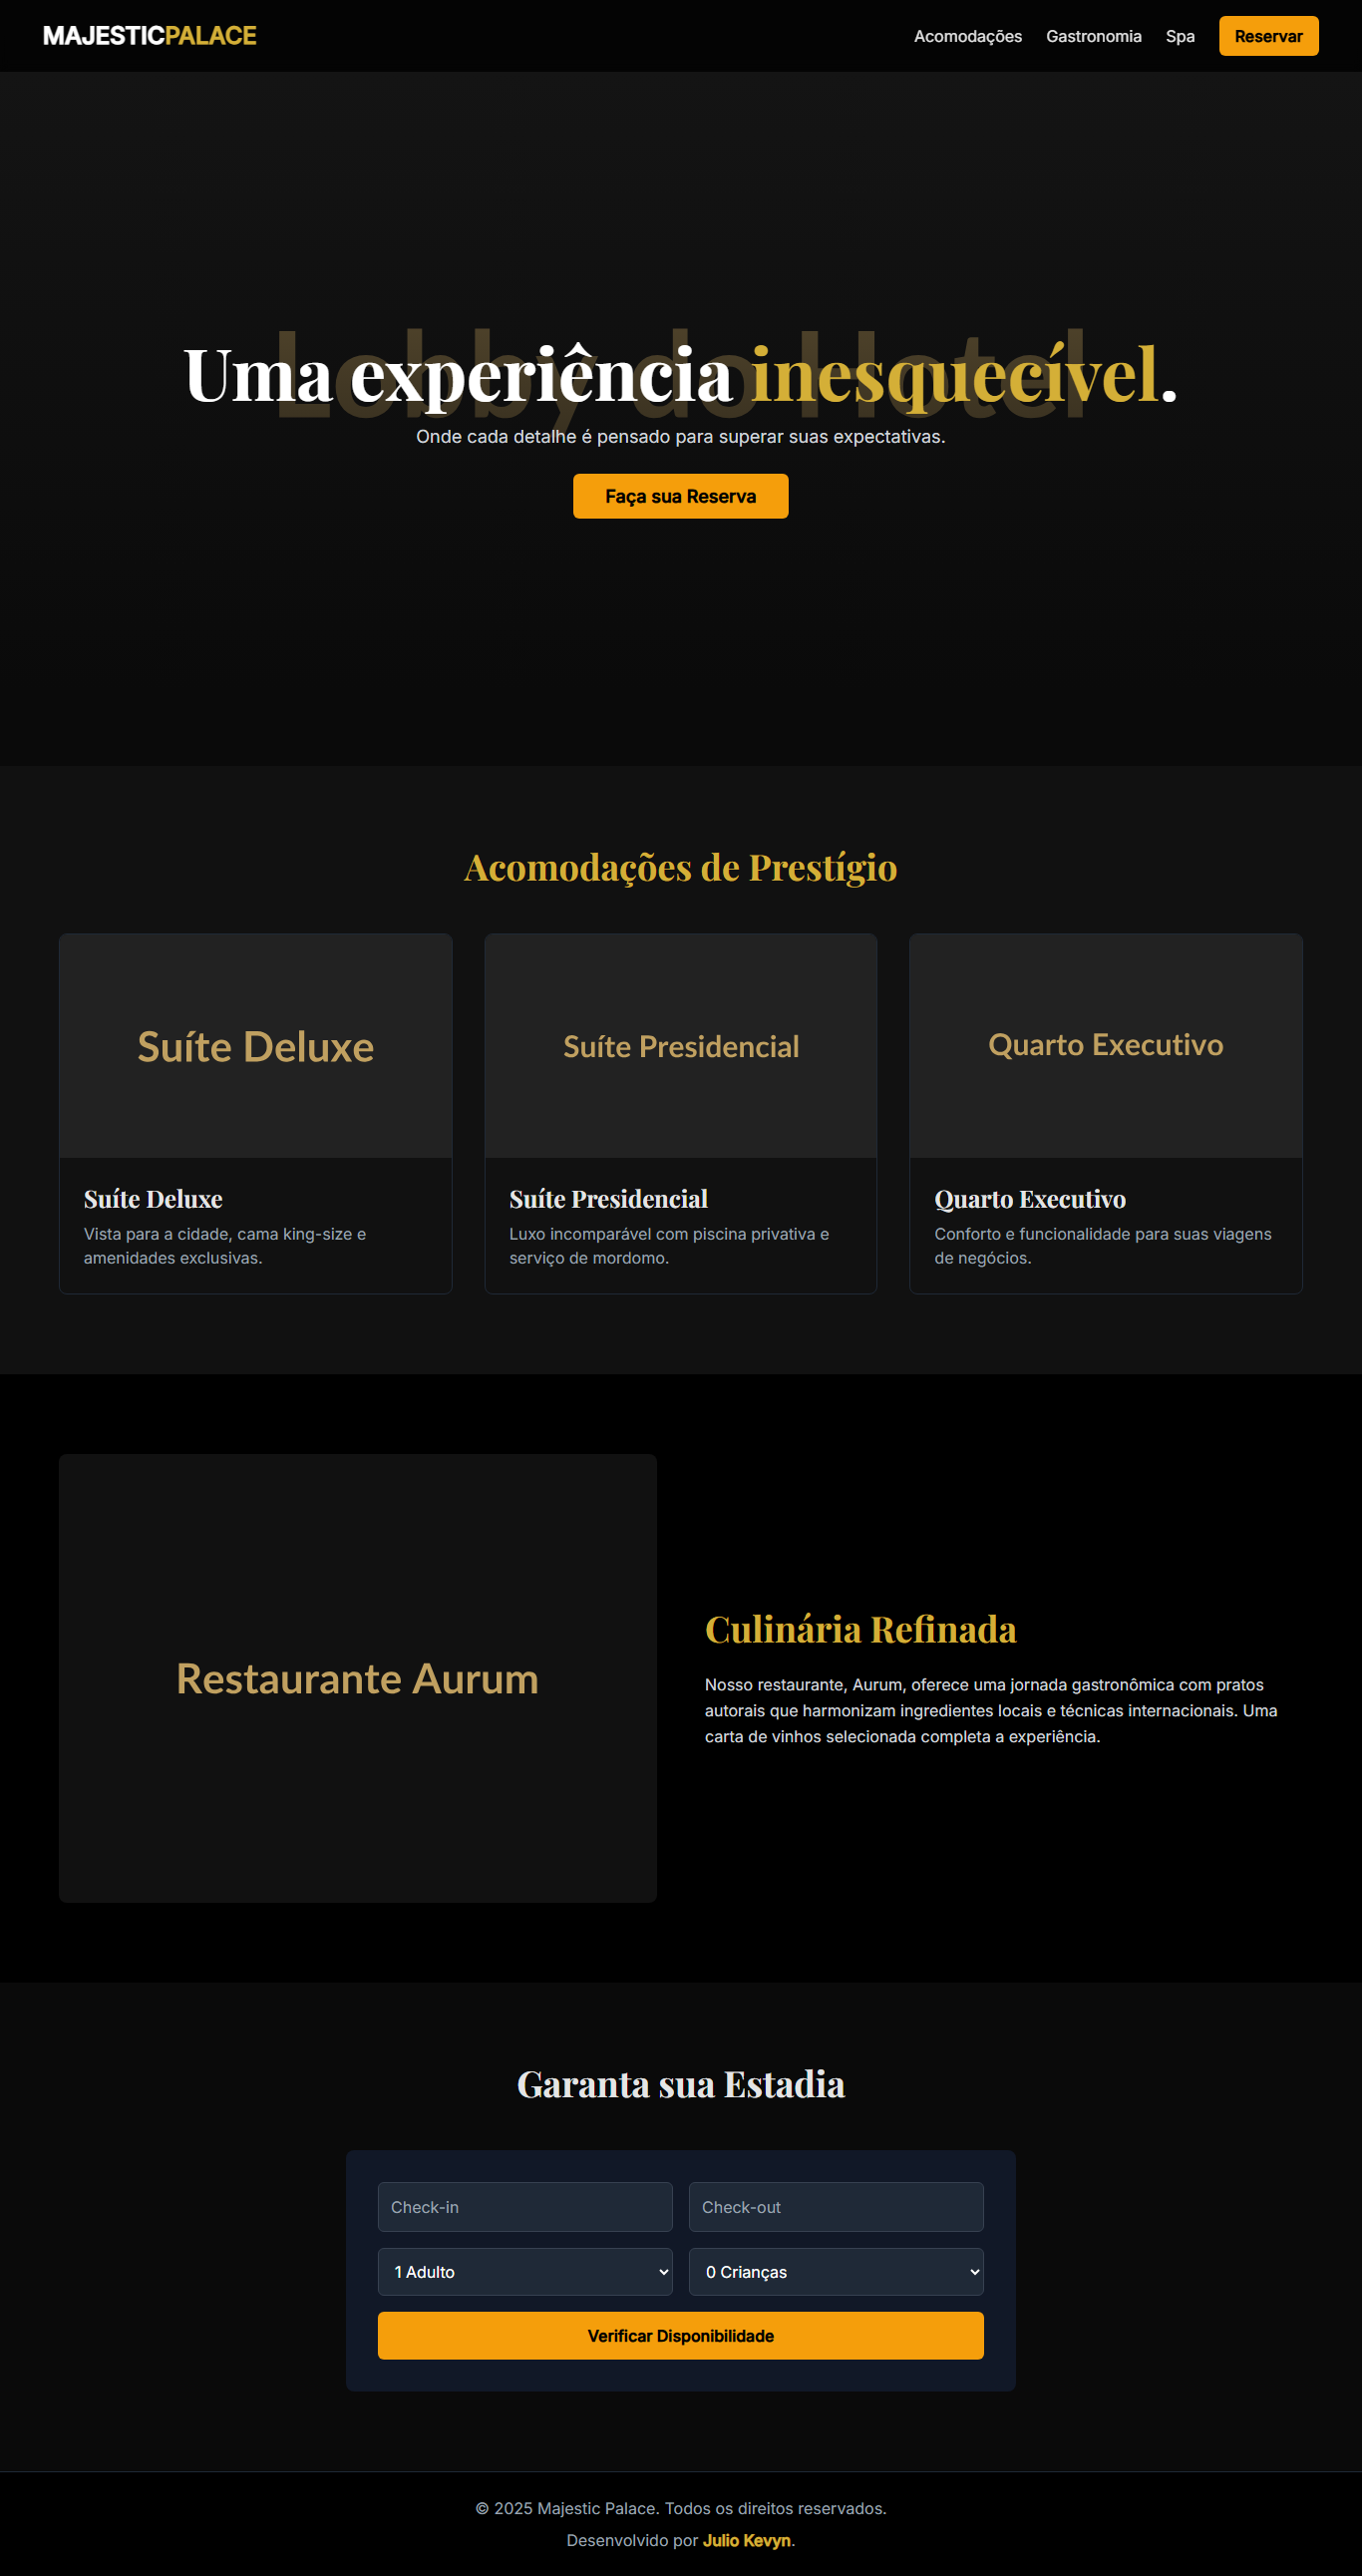 MAJESTICPALACE
Acomodações
Gastronomia
Spa
Reservar
Lobby do Hotel
Uma experiência inesquecível.
Onde cada detalhe é pensado para superar suas expectativas.
Faça sua Reserva
Acomodações de Prestígio
Suíte Deluxe
Suíte Deluxe
Vista para a cidade, cama king-size e
amenidades exclusivas.
Suíte Presidencial
Suíte Presidencial
Luxo incomparável com piscina privativa e
serviço de mordomo.
Quarto Executivo
Quarto Executivo
Conforto e funcionalidade para suas viagens
de negócios.
Restaurante Aurum
Culinária Refinada
Nosso restaurante, Aurum, oferece uma jornada gastronômica com pratos
autorais que harmonizam ingredientes locais e técnicas internacionais. Uma
carta de vinhos selecionada completa a experiência.
Garanta sua Estadia
Check-in
Check-out
1 Adulto
0 Crianças
Verificar Disponibilidade
© 2025 Majestic Palace. Todos os direitos reservados.
Desenvolvido por Julio Kevyn.